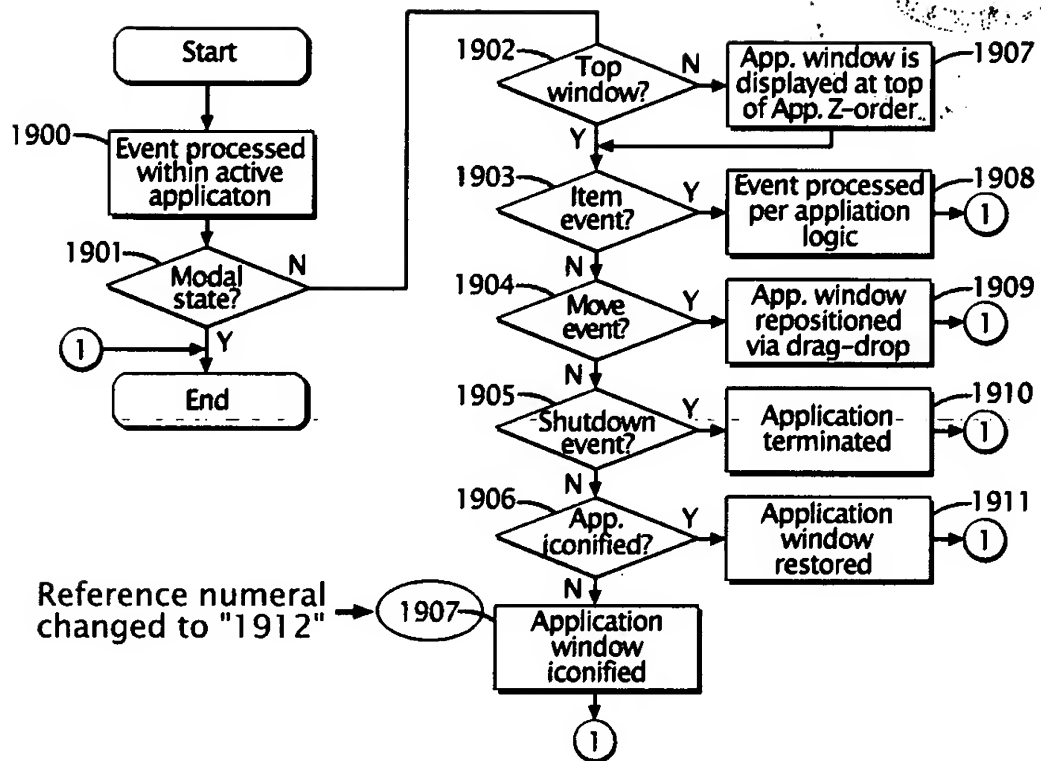 Start
1900
Event processed
within active
applicaton
1901
Modal
state?
N
Y
1
End
1902
Top
window?
N
Y
1907
App. window is
displayed at top
of App. Z-order
1903
Item
event?
Y
N
1908
Event processed
per appliation
logic
1
1904
Move
event?
Y
N
1909
App. window
repositioned
via drag-drop
1
1905
Shutdown
event?
Y
N
1910
Application
terminated
1
1906
App.
iconified?
Y
N
1911
Application
window
restored
1
Reference numeral
changed to "1912"
1907
Application
window
iconified
1